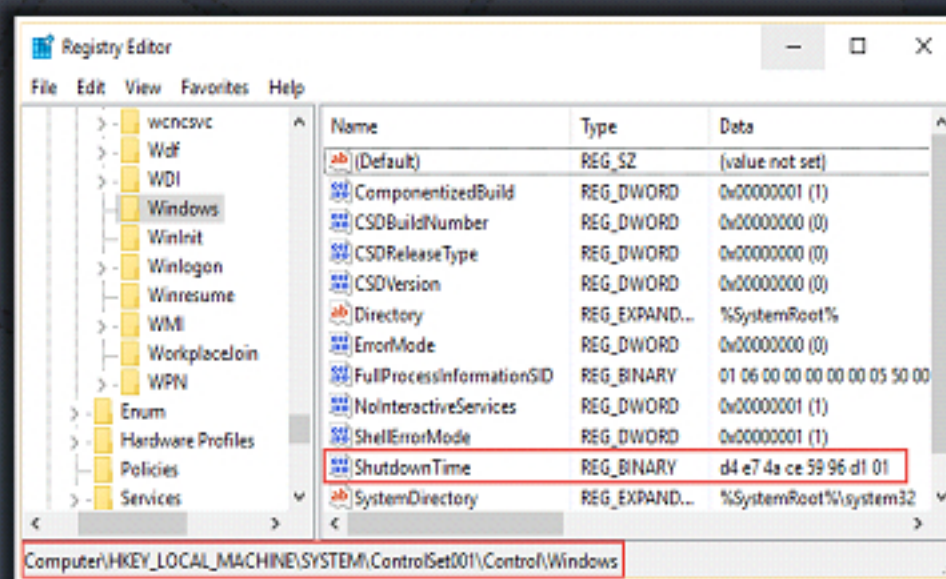 Registry Editor
File Edit View Favorites Help
wcncsvc
Wdf
WDI
Windows
WinInit
Winlogon
Winresume
WMI
WorkplaceJoin
WPN
Enum
Hardware Profiles
Policies
Services
Name Type Data
(Default) REG_SZ (value not set)
ComponentizedBuild REG_DWORD 0x00000001 (1)
CSDBuildNumber REG_DWORD 0x00000000 (0)
CSDReleaseType REG_DWORD 0x00000000 (0)
CSDVersion REG_DWORD 0x00000000 (0)
Directory REG_EXPAND... %SystemRoot%
ErrorMode REG_DWORD 0x00000000 (0)
FullProcessInformationSID REG_BINARY 01 06 00 00 00 00 00 05 50 00
NoInteractiveServices REG_DWORD 0x00000001 (1)
ShellErrorMode REG_DWORD 0x00000001 (1)
ShutdownTime REG_BINARY d4 e7 4a ce 59 96 d1 01
SystemDirectory REG_EXPAND... %SystemRoot%\system32
Computer\HKEY_LOCAL_MACHINE\SYSTEM\ControlSet001\Control\Windows